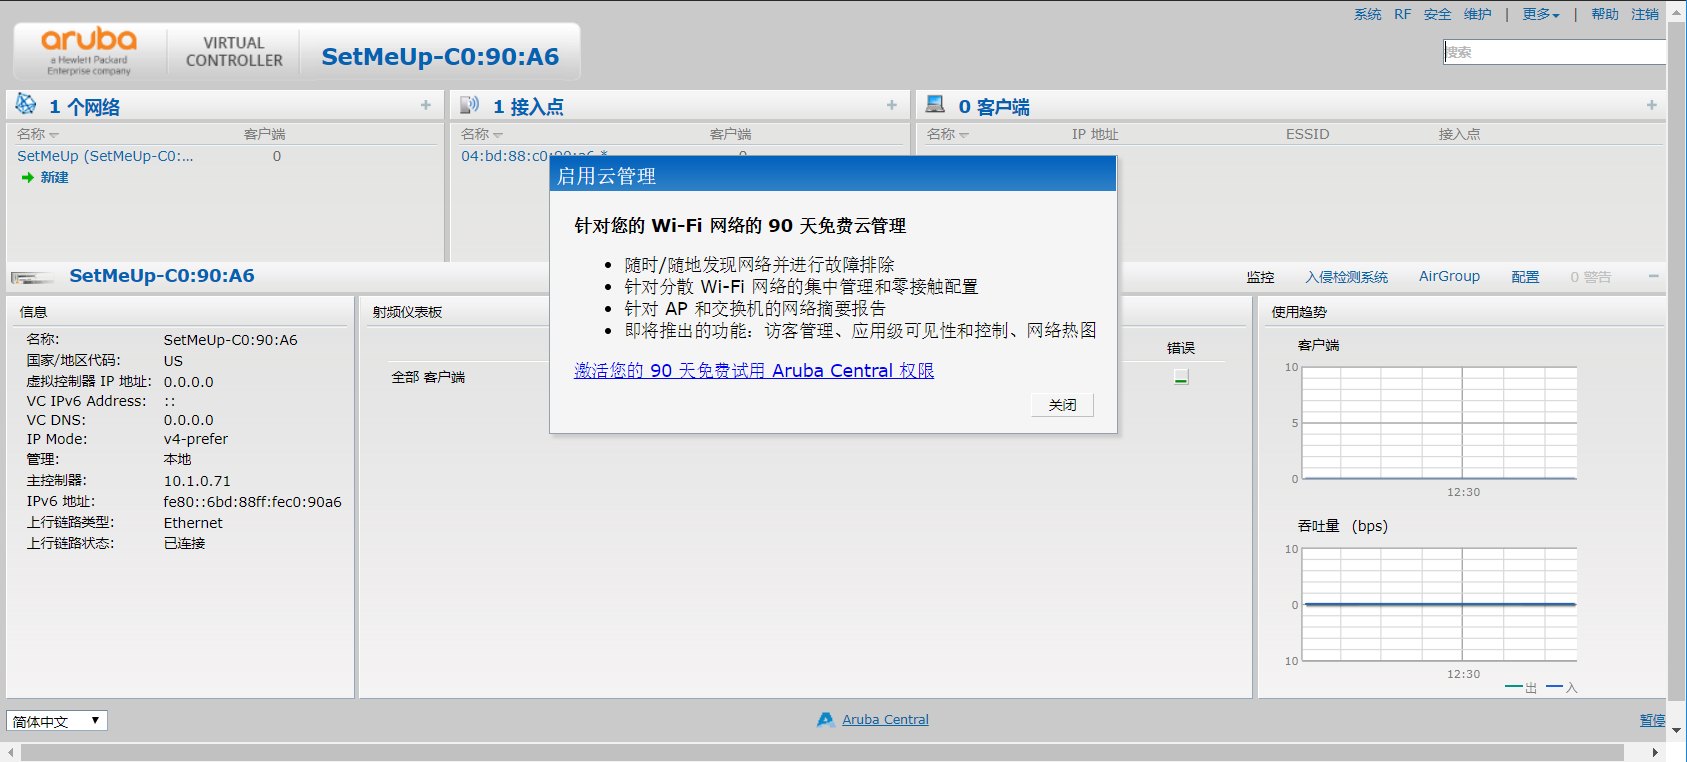 系统 RF 安全 维护 | 更多 | 帮助 注销
aruba
a Hewlett Packard
Enterprise company
VIRTUAL
CONTROLLER
SetMeUp-C0:90:A6
搜索
1 个网络
名称 客户端
SetMeUp (SetMeUp-C0:... 0
新建
1 接入点
名称 客户端
04:bd:88:c0:90:a6 * 0
0 客户端
名称 IP 地址 ESSID 接入点
启用云管理
针对您的 Wi-Fi 网络的 90 天免费云管理
随时/随地发现网络并进行故障排除
针对分散 Wi-Fi 网络的集中管理和零接触配置
针对 AP 和交换机的网络摘要报告
即将推出的功能：访客管理、应用级可见性和控制、网络热图
激活您的 90 天免费试用 Aruba Central 权限
关闭
SetMeUp-C0:90:A6
监控 入侵检测系统 AirGroup 配置 0 警告
信息
名称: SetMeUp-C0:90:A6
国家/地区代码: US
虚拟控制器 IP 地址: 0.0.0.0
VC IPv6 Address: ::
VC DNS: 0.0.0.0
IP Mode: v4-prefer
管理: 本地
主控制器: 10.1.0.71
IPv6 地址: fe80::6bd:88ff:fec0:90a6
上行链路类型: Ethernet
上行链路状态: 已连接
射频仪表板
错误
全部 客户端
使用趋势
客户端
10
5
0
12:30
吞吐量 (bps)
10
0
10
12:30
出 入
简体中文
Aruba Central
暂停